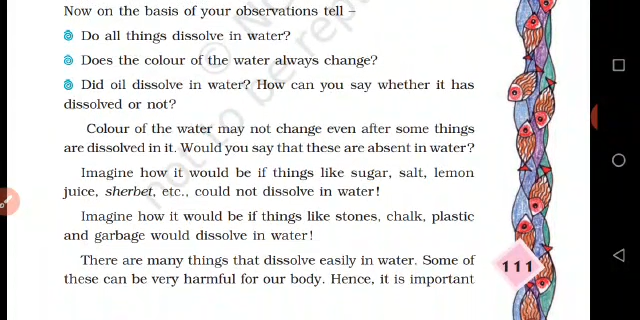 Now on the basis of your observations tell –
Do all things dissolve in water?
Does the colour of the water always change?
Did oil dissolve in water? How can you say whether it has
dissolved or not?
Colour of the water may not change even after some things
are dissolved in it. Would you say that these are absent in water?
Imagine how it would be if things like sugar, salt, lemon
juice, sherbet, etc., could not dissolve in water!
Imagine how it would be if things like stones, chalk, plastic
and garbage would dissolve in water!
There are many things that dissolve easily in water. Some of
these can be very harmful for our body. Hence, it is important
111
not to be